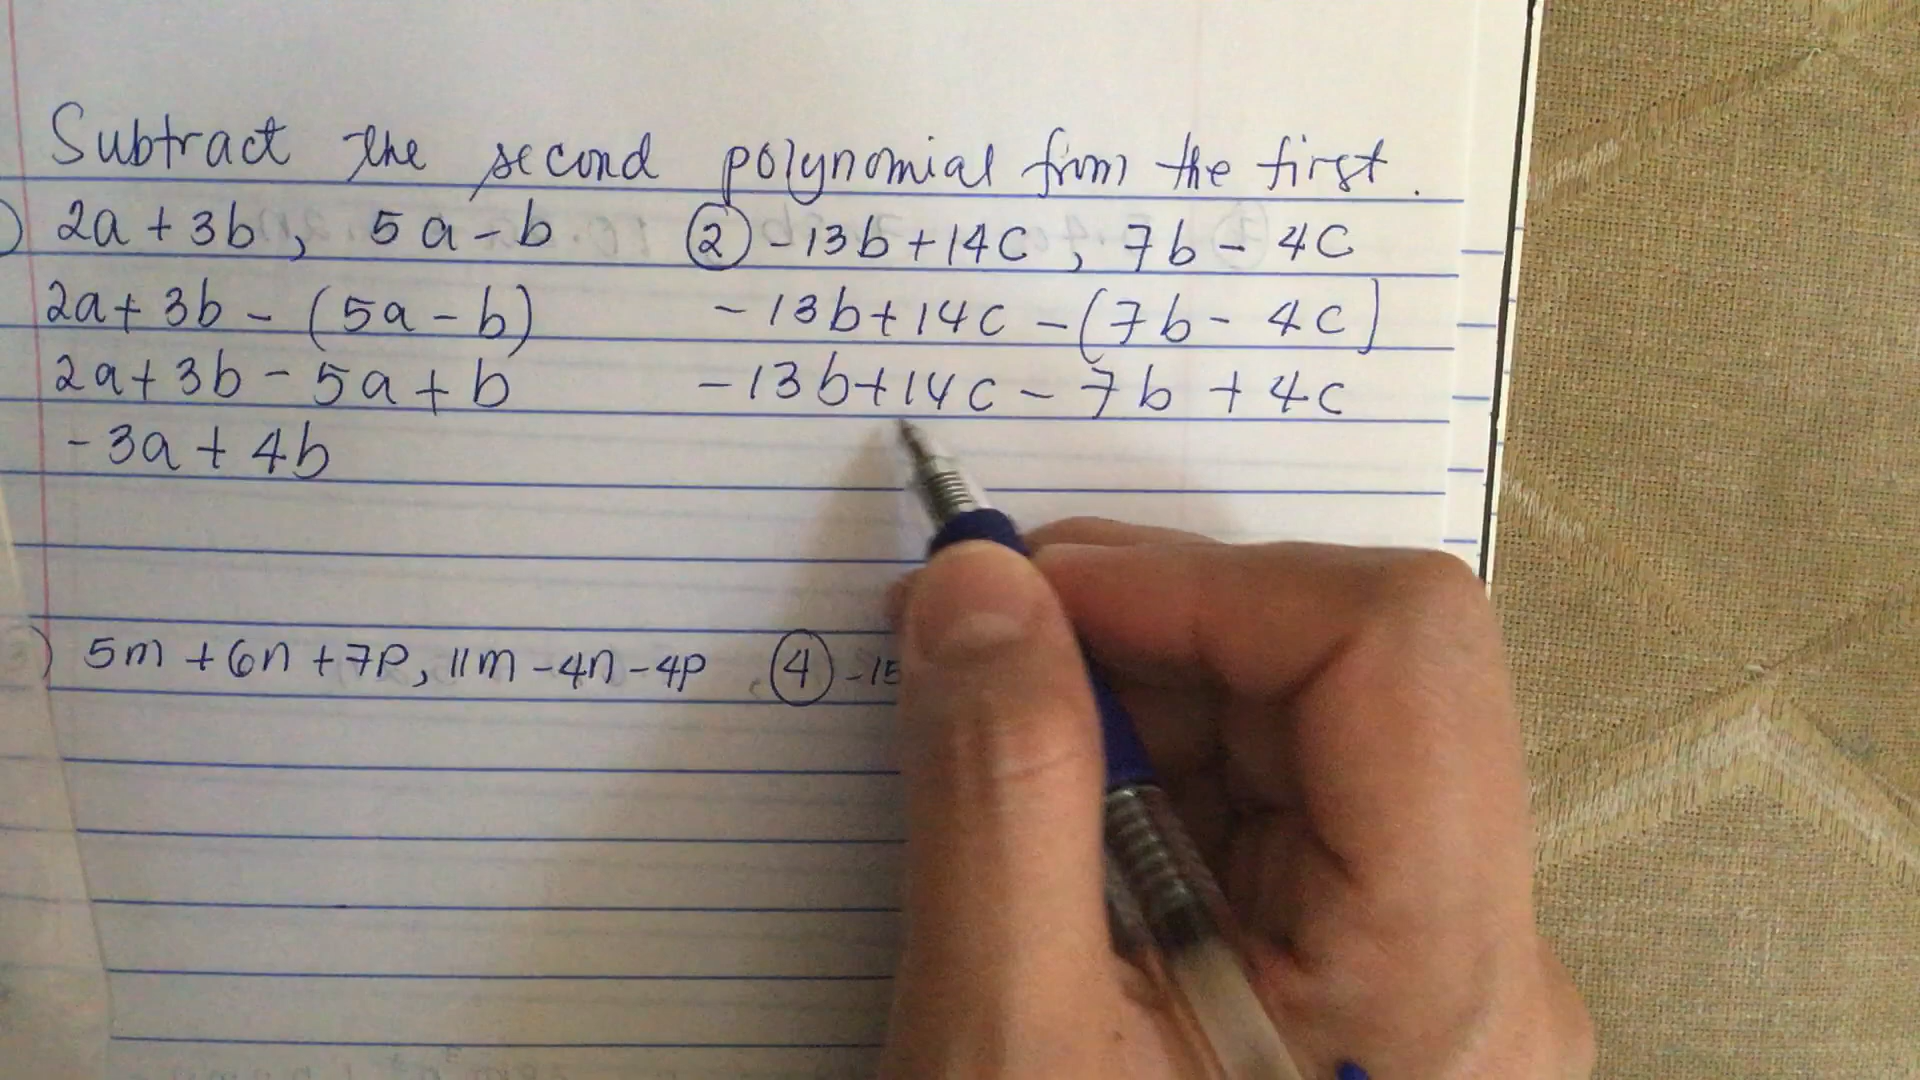 Subtract the second polynomial from the first.
) 2a + 3b, 5a - b ② -13b + 14c, 7b - 4c
2a + 3b - (5a - b) -13b + 14c - (7b - 4c)
2a + 3b - 5a + b -13b + 14c - 7b + 4c
-3a + 4b
) 5m + 6n + 7p, 11m - 4n - 4p ④ -15